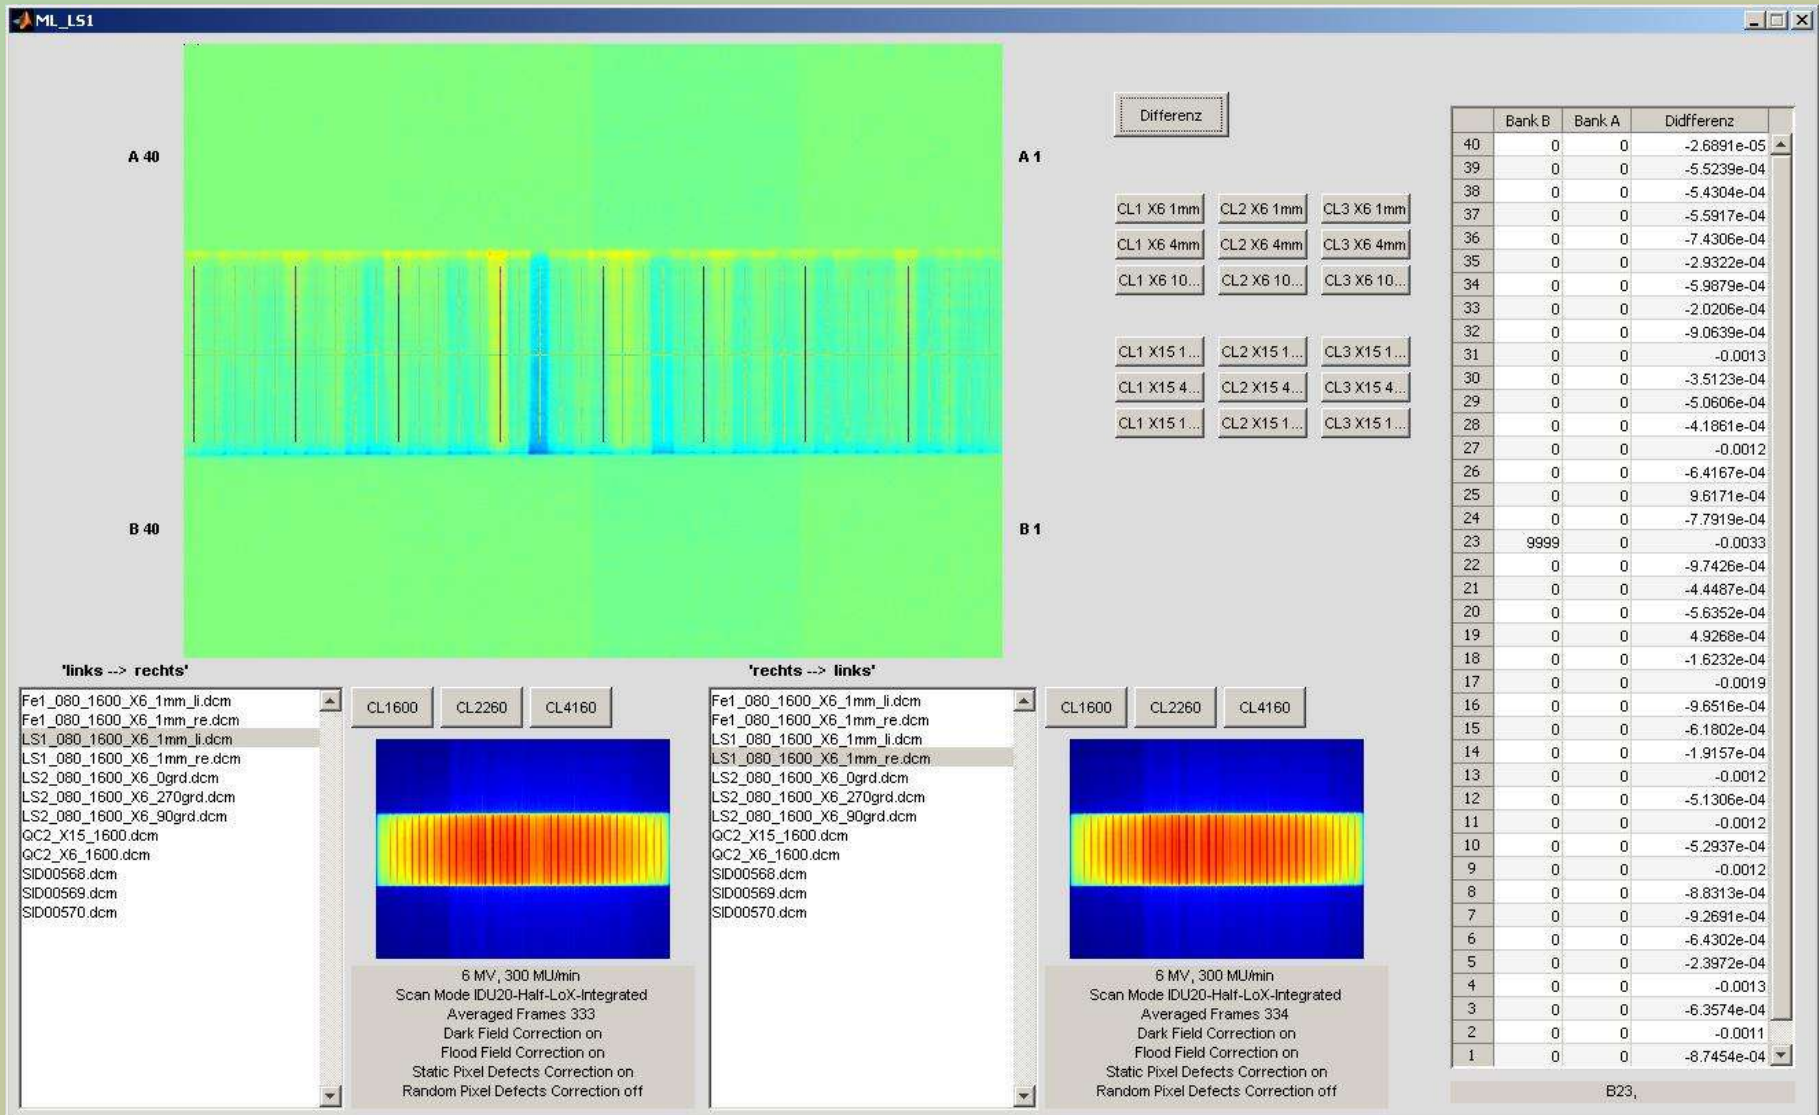 ML_LS1
Differenz
A 40
A 1
B 40
B 1
CL1 X6 1mm CL2 X6 1mm CL3 X6 1mm
CL1 X6 4mm CL2 X6 4mm CL3 X6 4mm
CL1 X6 10... CL2 X6 10... CL3 X6 10...
CL1 X15 1... CL2 X15 1... CL3 X15 1...
CL1 X15 4... CL2 X15 4... CL3 X15 4...
CL1 X15 1... CL2 X15 1... CL3 X15 1...
Bank B Bank A Didfferenz
40 0 0 -2.6891e-05
39 0 0 -5.5239e-04
38 0 0 -5.4304e-04
37 0 0 -5.5917e-04
36 0 0 -7.4306e-04
35 0 0 -2.9322e-04
34 0 0 -5.9879e-04
33 0 0 -2.0206e-04
32 0 0 -9.0639e-04
31 0 0 -0.0013
30 0 0 -3.5123e-04
29 0 0 -5.0606e-04
28 0 0 -4.1861e-04
27 0 0 -0.0012
26 0 0 -6.4167e-04
25 0 0 9.6171e-04
24 0 0 -7.7919e-04
23 9999 0 -0.0033
22 0 0 -9.7426e-04
21 0 0 -4.4487e-04
20 0 0 -5.6352e-04
19 0 0 4.9268e-04
18 0 0 -1.6232e-04
17 0 0 -0.0019
16 0 0 -9.6516e-04
15 0 0 -6.1802e-04
14 0 0 -1.9157e-04
13 0 0 -0.0012
12 0 0 -5.1306e-04
11 0 0 -0.0012
10 0 0 -5.2937e-04
9 0 0 -0.0012
8 0 0 -8.8313e-04
7 0 0 -9.2691e-04
6 0 0 -6.4302e-04
5 0 0 -2.3972e-04
4 0 0 -0.0013
3 0 0 -6.3574e-04
2 0 0 -0.0011
1 0 0 -8.7454e-04
B23,
'links --> rechts'
Fe1_080_1600_X6_1mm_li.dcm
Fe1_080_1600_X6_1mm_re.dcm
LS1_080_1600_X6_1mm_li.dcm
LS1_080_1600_X6_1mm_re.dcm
LS2_080_1600_X6_0grd.dcm
LS2_080_1600_X6_270grd.dcm
LS2_080_1600_X6_90grd.dcm
QC2_X15_1600.dcm
QC2_X6_1600.dcm
SID00568.dcm
SID00569.dcm
SID00570.dcm
CL1600 CL2260 CL4160
6 MV, 300 MU/min
Scan Mode IDU20-Half-LoX-Integrated
Averaged Frames 333
Dark Field Correction on
Flood Field Correction on
Static Pixel Defects Correction on
Random Pixel Defects Correction off
'rechts --> links'
Fe1_080_1600_X6_1mm_li.dcm
Fe1_080_1600_X6_1mm_re.dcm
LS1_080_1600_X6_1mm_li.dcm
LS1_080_1600_X6_1mm_re.dcm
LS2_080_1600_X6_0grd.dcm
LS2_080_1600_X6_270grd.dcm
LS2_080_1600_X6_90grd.dcm
QC2_X15_1600.dcm
QC2_X6_1600.dcm
SID00568.dcm
SID00569.dcm
SID00570.dcm
CL1600 CL2260 CL4160
6 MV, 300 MU/min
Scan Mode IDU20-Half-LoX-Integrated
Averaged Frames 334
Dark Field Correction on
Flood Field Correction on
Static Pixel Defects Correction on
Random Pixel Defects Correction off